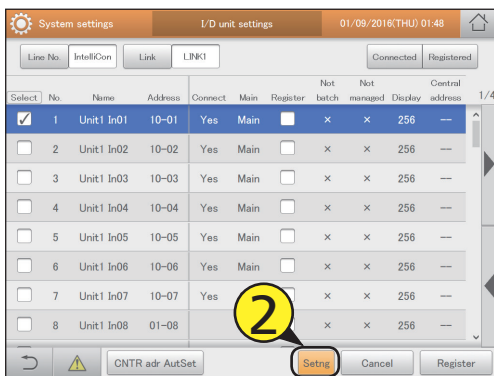 System settings I/D unit settings 01/09/2016(THU) 01:48
Line No. IntelliCon Link LINK1 Connected Registered
Not Not Central
Select No. Name Address Connect Main Register batch managed Display address 1/4
1 Unit1 In01 10-01 Yes Main × × 256 --
2 Unit1 In02 10-02 Yes Main × × 256 --
3 Unit1 In03 10-03 Yes Main × × 256 --
4 Unit1 In04 10-04 Yes Main × × 256 --
5 Unit1 In05 10-05 Yes Main × × 256 --
6 Unit1 In06 10-06 Yes Main × × 256 --
7 Unit1 In07 10-07 Yes × × 256 --
8 Unit1 In08 01-08 × × 256 --
2
CNTR adr AutSet Setng Cancel Register